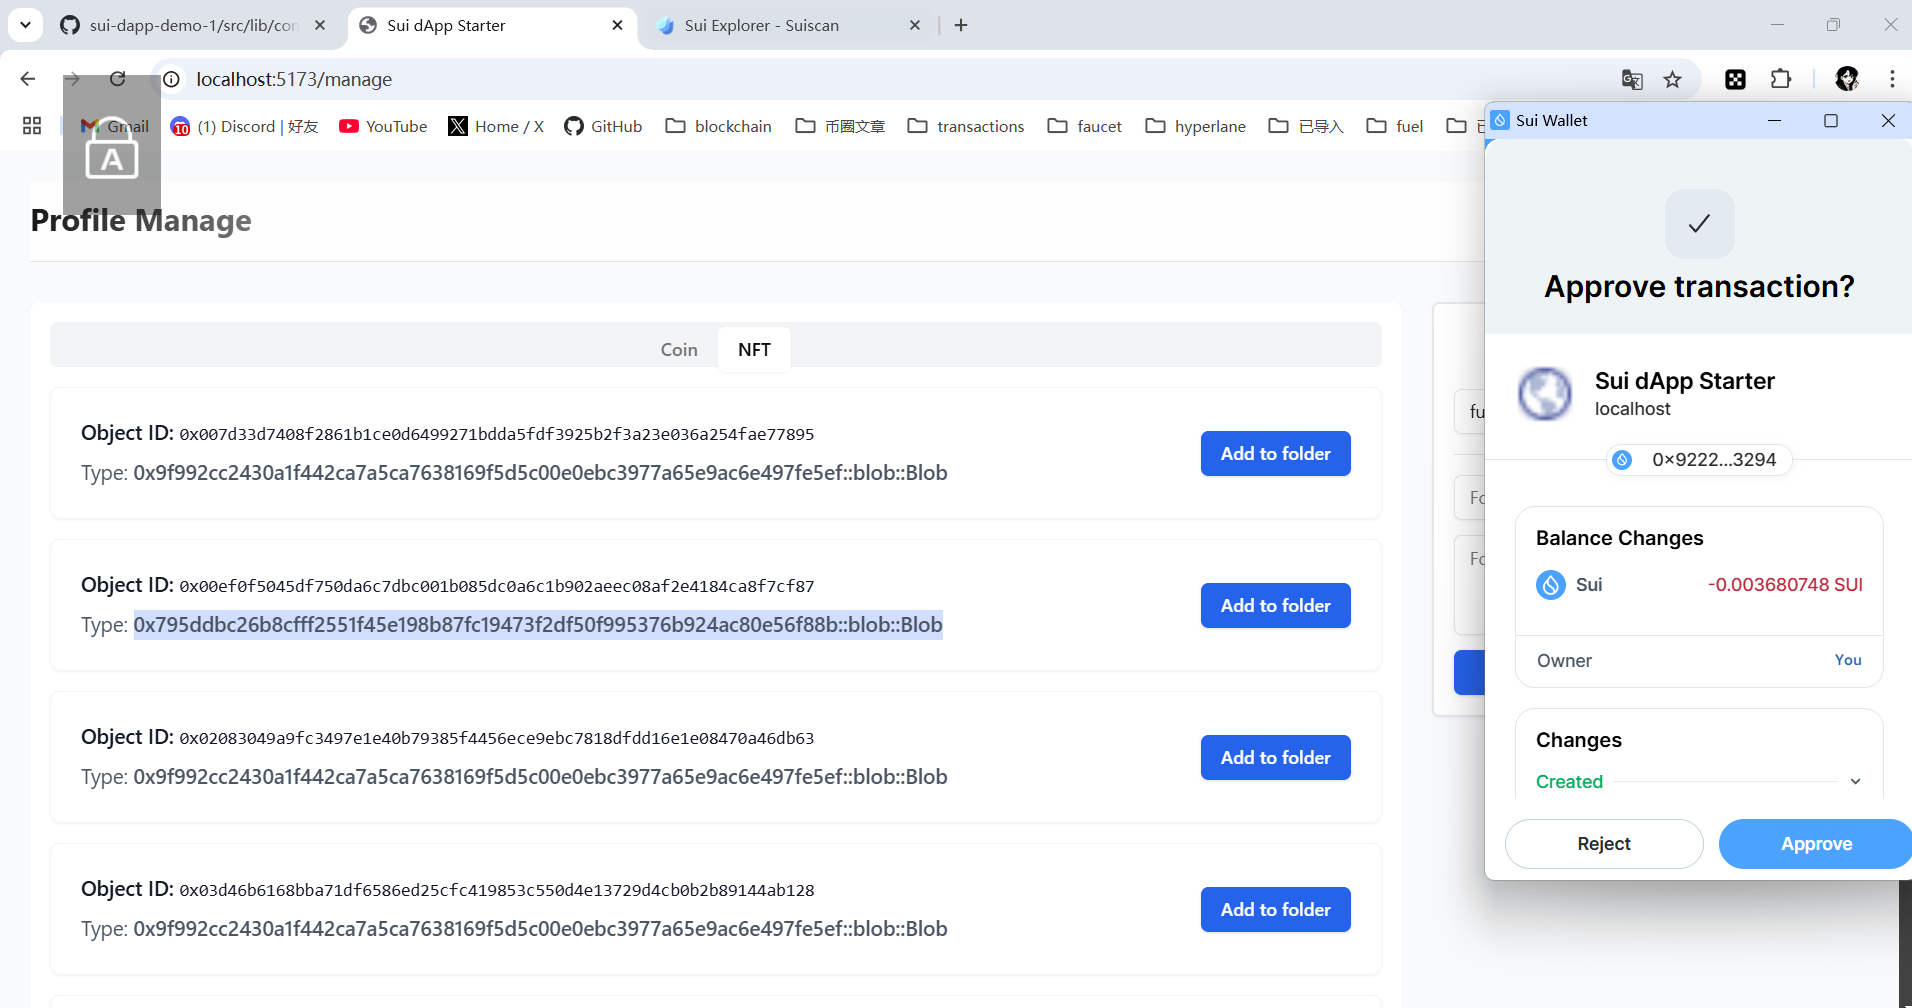 sui-dapp-demo-1/src/lib/con
Sui dApp Starter
Sui Explorer - Suiscan
localhost:5173/manage
Gmail
(1) Discord | 好友
YouTube
Home / X
GitHub
blockchain
币圈文章
transactions
faucet
hyperlane
已导入
fuel
A
Profile Manage
Coin
NFT
Object ID: 0x007d33d7408f2861b1ce0d6499271bdda5fdf3925b2f3a23e036a254fae77895
Type: 0x9f992cc2430a1f442ca7a5ca7638169f5d5c00e0ebc3977a65e9ac6e497fe5ef::blob::Blob
Add to folder
Object ID: 0x00ef0f5045df750da6c7dbc001b085dc0a6c1b902aeec08af2e4184ca8f7cf87
Type: 0x795ddbc26b8cfff2551f45e198b87fc19473f2df50f995376b924ac80e56f88b::blob::Blob
Add to folder
Object ID: 0x02083049a9fc3497e1e40b79385f4456ece9ebc7818dfdd16e1e08470a46db63
Type: 0x9f992cc2430a1f442ca7a5ca7638169f5d5c00e0ebc3977a65e9ac6e497fe5ef::blob::Blob
Add to folder
Object ID: 0x03d46b6168bba71df6586ed25cfc419853c550d4e13729d4cb0b2b89144ab128
Type: 0x9f992cc2430a1f442ca7a5ca7638169f5d5c00e0ebc3977a65e9ac6e497fe5ef::blob::Blob
Add to folder
fu
Fo
Fo
Sui Wallet
Approve transaction?
Sui dApp Starter
localhost
0×9222...3294
Balance Changes
Sui
-0.003680748 SUI
Owner
You
Changes
Created
Reject
Approve